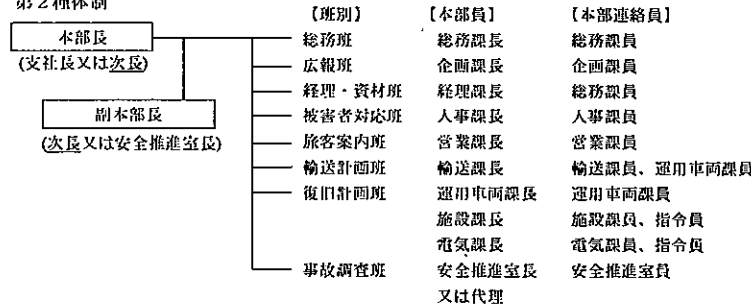 第2種体制
【班別】 【本部員】 【本部連絡員】
本部長 総務班 総務課長 総務課員
(支社長又は次長) 広報班 企画課長 企画課員
経理・資材班 経理課長 総務課員
副本部長 被害者対応班 人事課長 人事課員
(次長又は安全推進室長) 旅客案内班 営業課長 営業課員
輸送計画班 輸送課長 輸送課員、運用車両課員
復旧計画班 運用車両課長 運用車両課員
施設課長 施設課員、指令員
電気課長 電気課員、指令員
事故調査班 安全推進室長 安全推進室員
又は代理